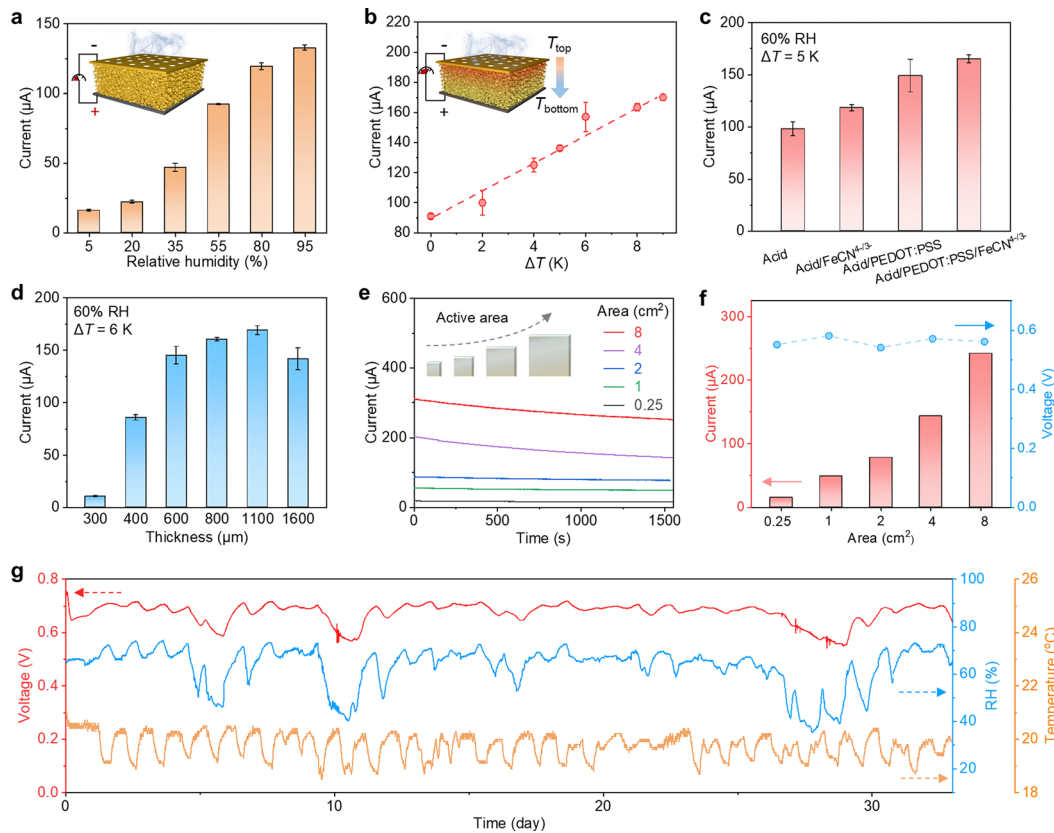 a
150
100
50
0
Current (µA)
-
+
5 20 35 55 80 95
Relative humidity (%)
b
220
200
180
160
140
120
100
80
Current (µA)
-
+
Ttop
Tbottom
0 2 4 6 8
ΔT (K)
c
60% RH
ΔT = 5 K
200
150
100
50
0
Current (µA)
Acid
Acid/FeCN4-/3-
Acid/PEDOT:PSS
Acid/PEDOT:PSS/FeCN4-/3-
d
60% RH
ΔT = 6 K
200
150
100
50
0
Current (µA)
300 400 600 800 1100 1600
Thickness (µm)
e
600
400
200
0
Current (µA)
Active area
Area (cm2)
8
4
2
1
0.25
0 500 1000 1500
Time (s)
f
300
200
100
0
Current (µA)
0.6
0.4
0.2
0.0
Voltage (V)
0.25 1 2 4 8
Area (cm2)
g
0.8
0.6
0.4
0.2
0.0
Voltage (V)
100
80
60
40
20
RH (%)
26
25
24
23
22
21
20
19
18
Temperature (ºC)
0 10 20 30
Time (day)